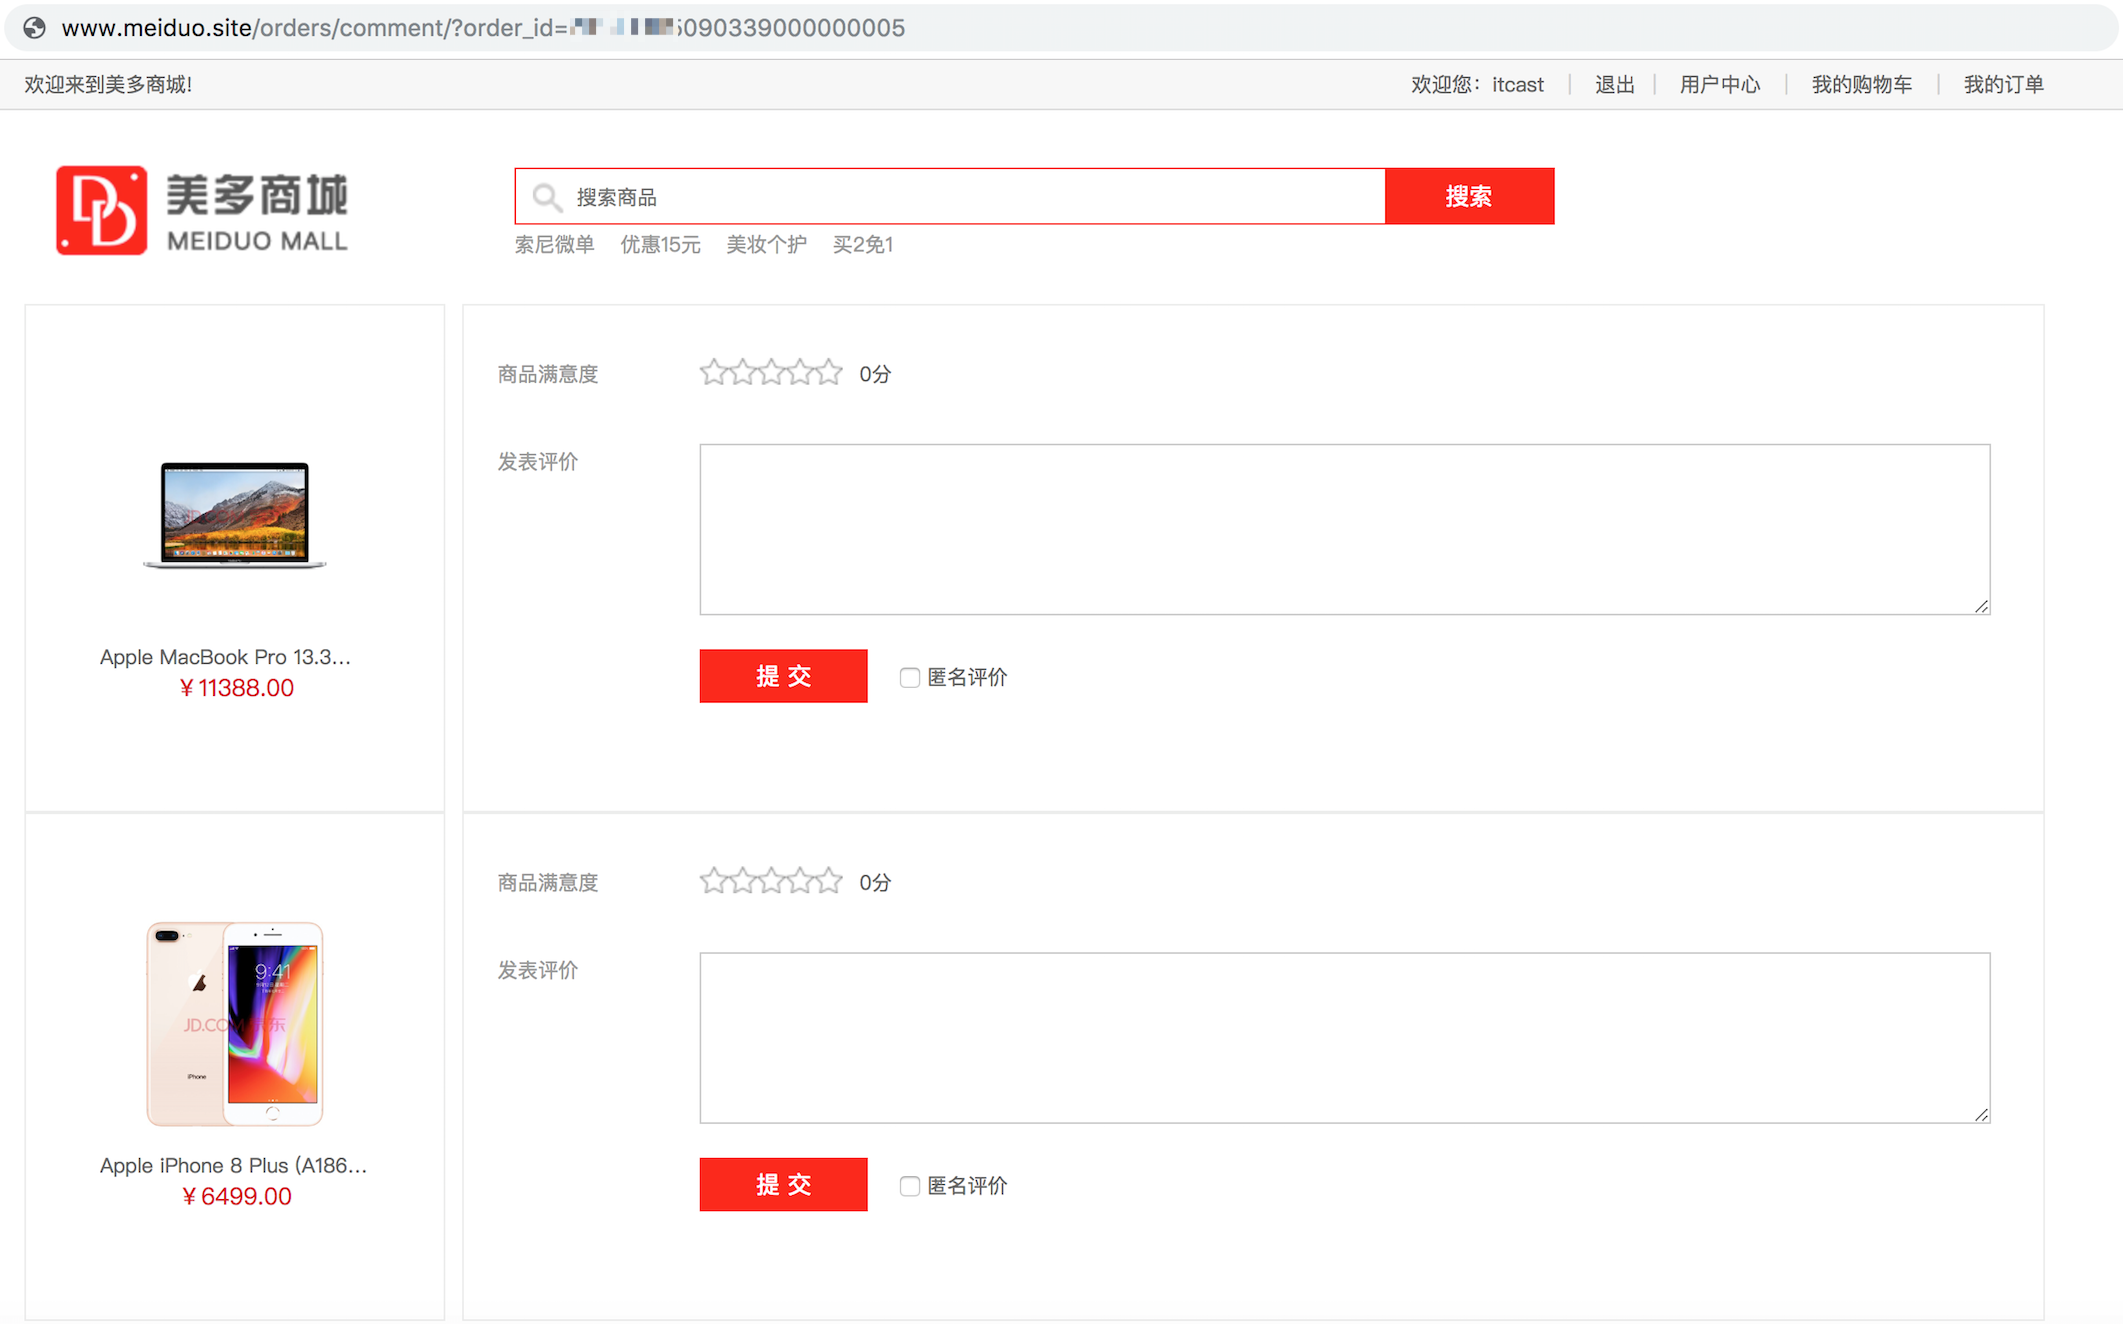 www.meiduo.site/orders/comment/?order_id=5090339000000005
欢迎来到美多商城!
欢迎您：itcast | 退出 | 用户中心 | 我的购物车 | 我的订单
美多商城
MEIDUO MALL
搜索商品
搜索
索尼微单 优惠15元 美妆个护 买2免1
商品满意度 0分
发表评价
Apple MacBook Pro 13.3...
¥11388.00
提交 匿名评价
商品满意度 0分
发表评价
9:41
JD.COM 京东
iPhone
Apple iPhone 8 Plus (A186...
¥6499.00
提交 匿名评价